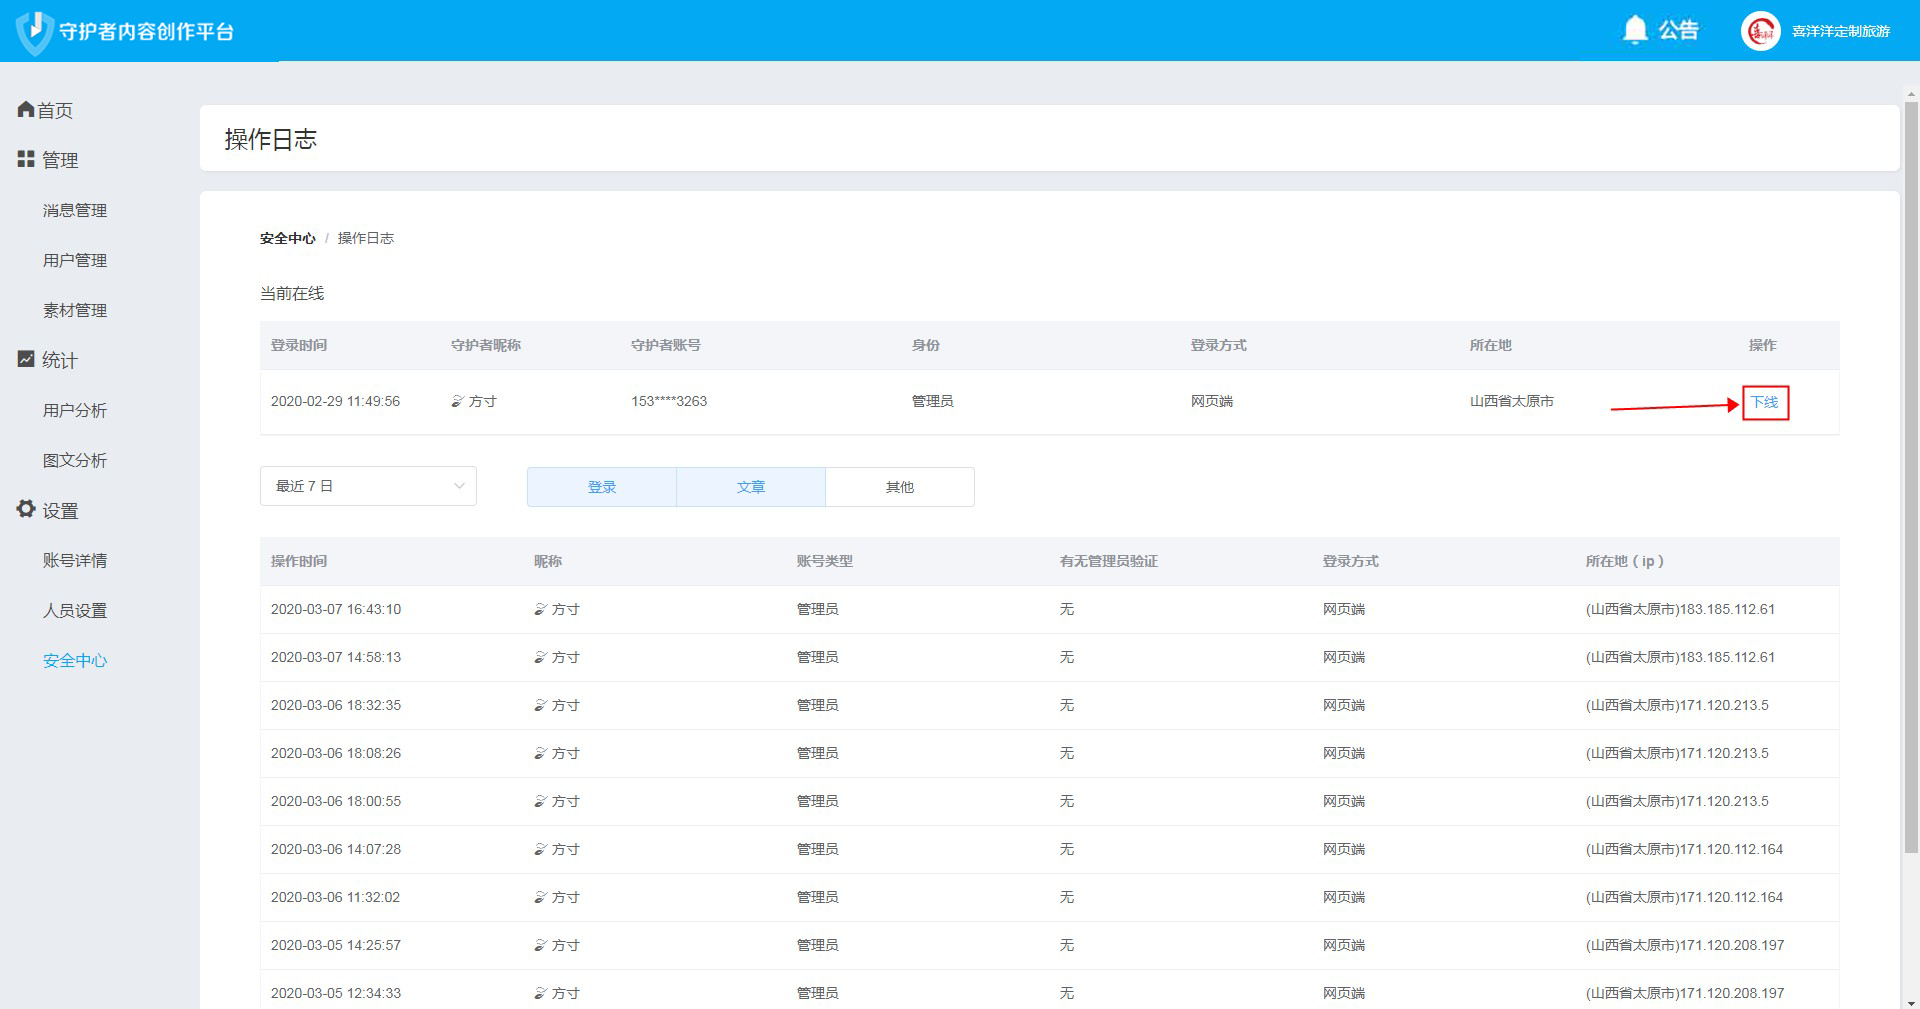 守护者内容创作平台
公告
喜洋洋定制旅游
首页
管理
消息管理
用户管理
素材管理
统计
用户分析
图文分析
设置
账号详情
人员设置
安全中心
操作日志
安全中心 / 操作日志
当前在线
登录时间 守护者昵称 守护者账号 身份 登录方式 所在地 操作
2020-02-29 11:49:56 方寸 153****3263 管理员 网页端 山西省太原市 下线
最近 7 日 登录 文章 其他
操作时间 昵称 账号类型 有无管理员验证 登录方式 所在地 ( ip )
2020-03-07 16:43:10 方寸 管理员 无 网页端 (山西省太原市)183.185.112.61
2020-03-07 14:58:13 方寸 管理员 无 网页端 (山西省太原市)183.185.112.61
2020-03-06 18:32:35 方寸 管理员 无 网页端 (山西省太原市)171.120.213.5
2020-03-06 18:08:26 方寸 管理员 无 网页端 (山西省太原市)171.120.213.5
2020-03-06 18:00:55 方寸 管理员 无 网页端 (山西省太原市)171.120.213.5
2020-03-06 14:07:28 方寸 管理员 无 网页端 (山西省太原市)171.120.112.164
2020-03-06 11:32:02 方寸 管理员 无 网页端 (山西省太原市)171.120.112.164
2020-03-05 14:25:57 方寸 管理员 无 网页端 (山西省太原市)171.120.208.197
2020-03-05 12:34:33 方寸 管理员 无 网页端 (山西省太原市)171.120.208.197